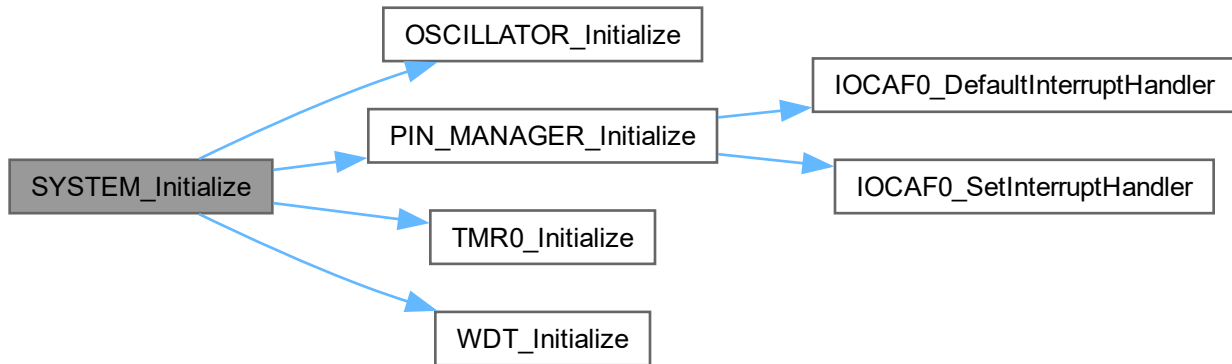 OSCILLATOR_Initialize
IOCAF0_DefaultInterruptHandler
PIN_MANAGER_Initialize
SYSTEM_Initialize
IOCAF0_SetInterruptHandler
TMR0_Initialize
WDT_Initialize